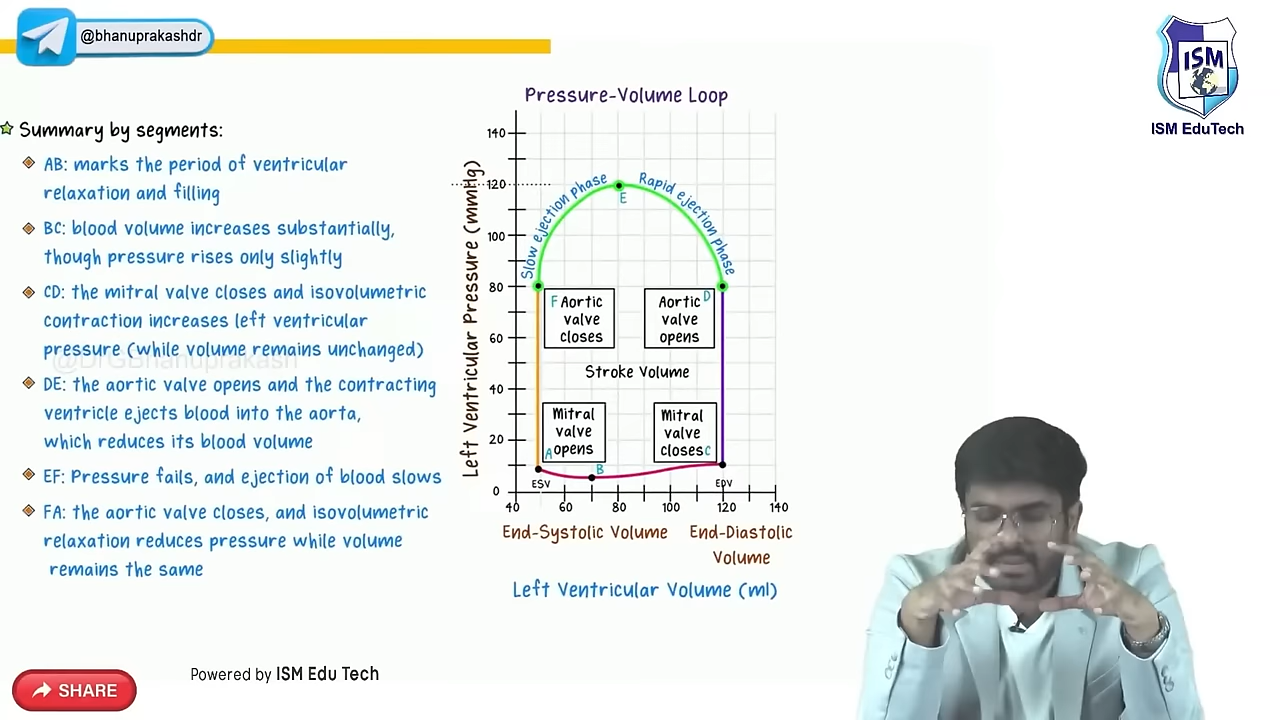 @bhanuprakashdr
ISM
ISM EduTech
Summary by segments:
AB: marks the period of ventricular
relaxation and filling
BC: blood volume increases substantially,
though pressure rises only slightly
CD: the mitral valve closes and isovolumetric
contraction increases left ventricular
pressure (while volume remains unchanged)
@DrGBhanuprakash
DE: the aortic valve opens and the contracting
ventricle ejects blood into the aorta,
which reduces its blood volume
EF: Pressure fails, and ejection of blood slows
FA: the aortic valve closes, and isovolumetric
relaxation reduces pressure while volume
remains the same
Pressure-Volume Loop
Left Ventricular Pressure (mmHg)
140
120
100
80
60
40
20
0
Slow ejection phase
Rapid ejection phase
E
F Aortic
valve
closes
Aortic D
valve
opens
Stroke Volume
Mitral
valve
A opens
Mitral
valve
closes C
B
ESV
EDV
40 60 80 100 120 140
End-Systolic Volume
End-Diastolic
Volume
Left Ventricular Volume (ml)
SHARE
Powered by ISM Edu Tech